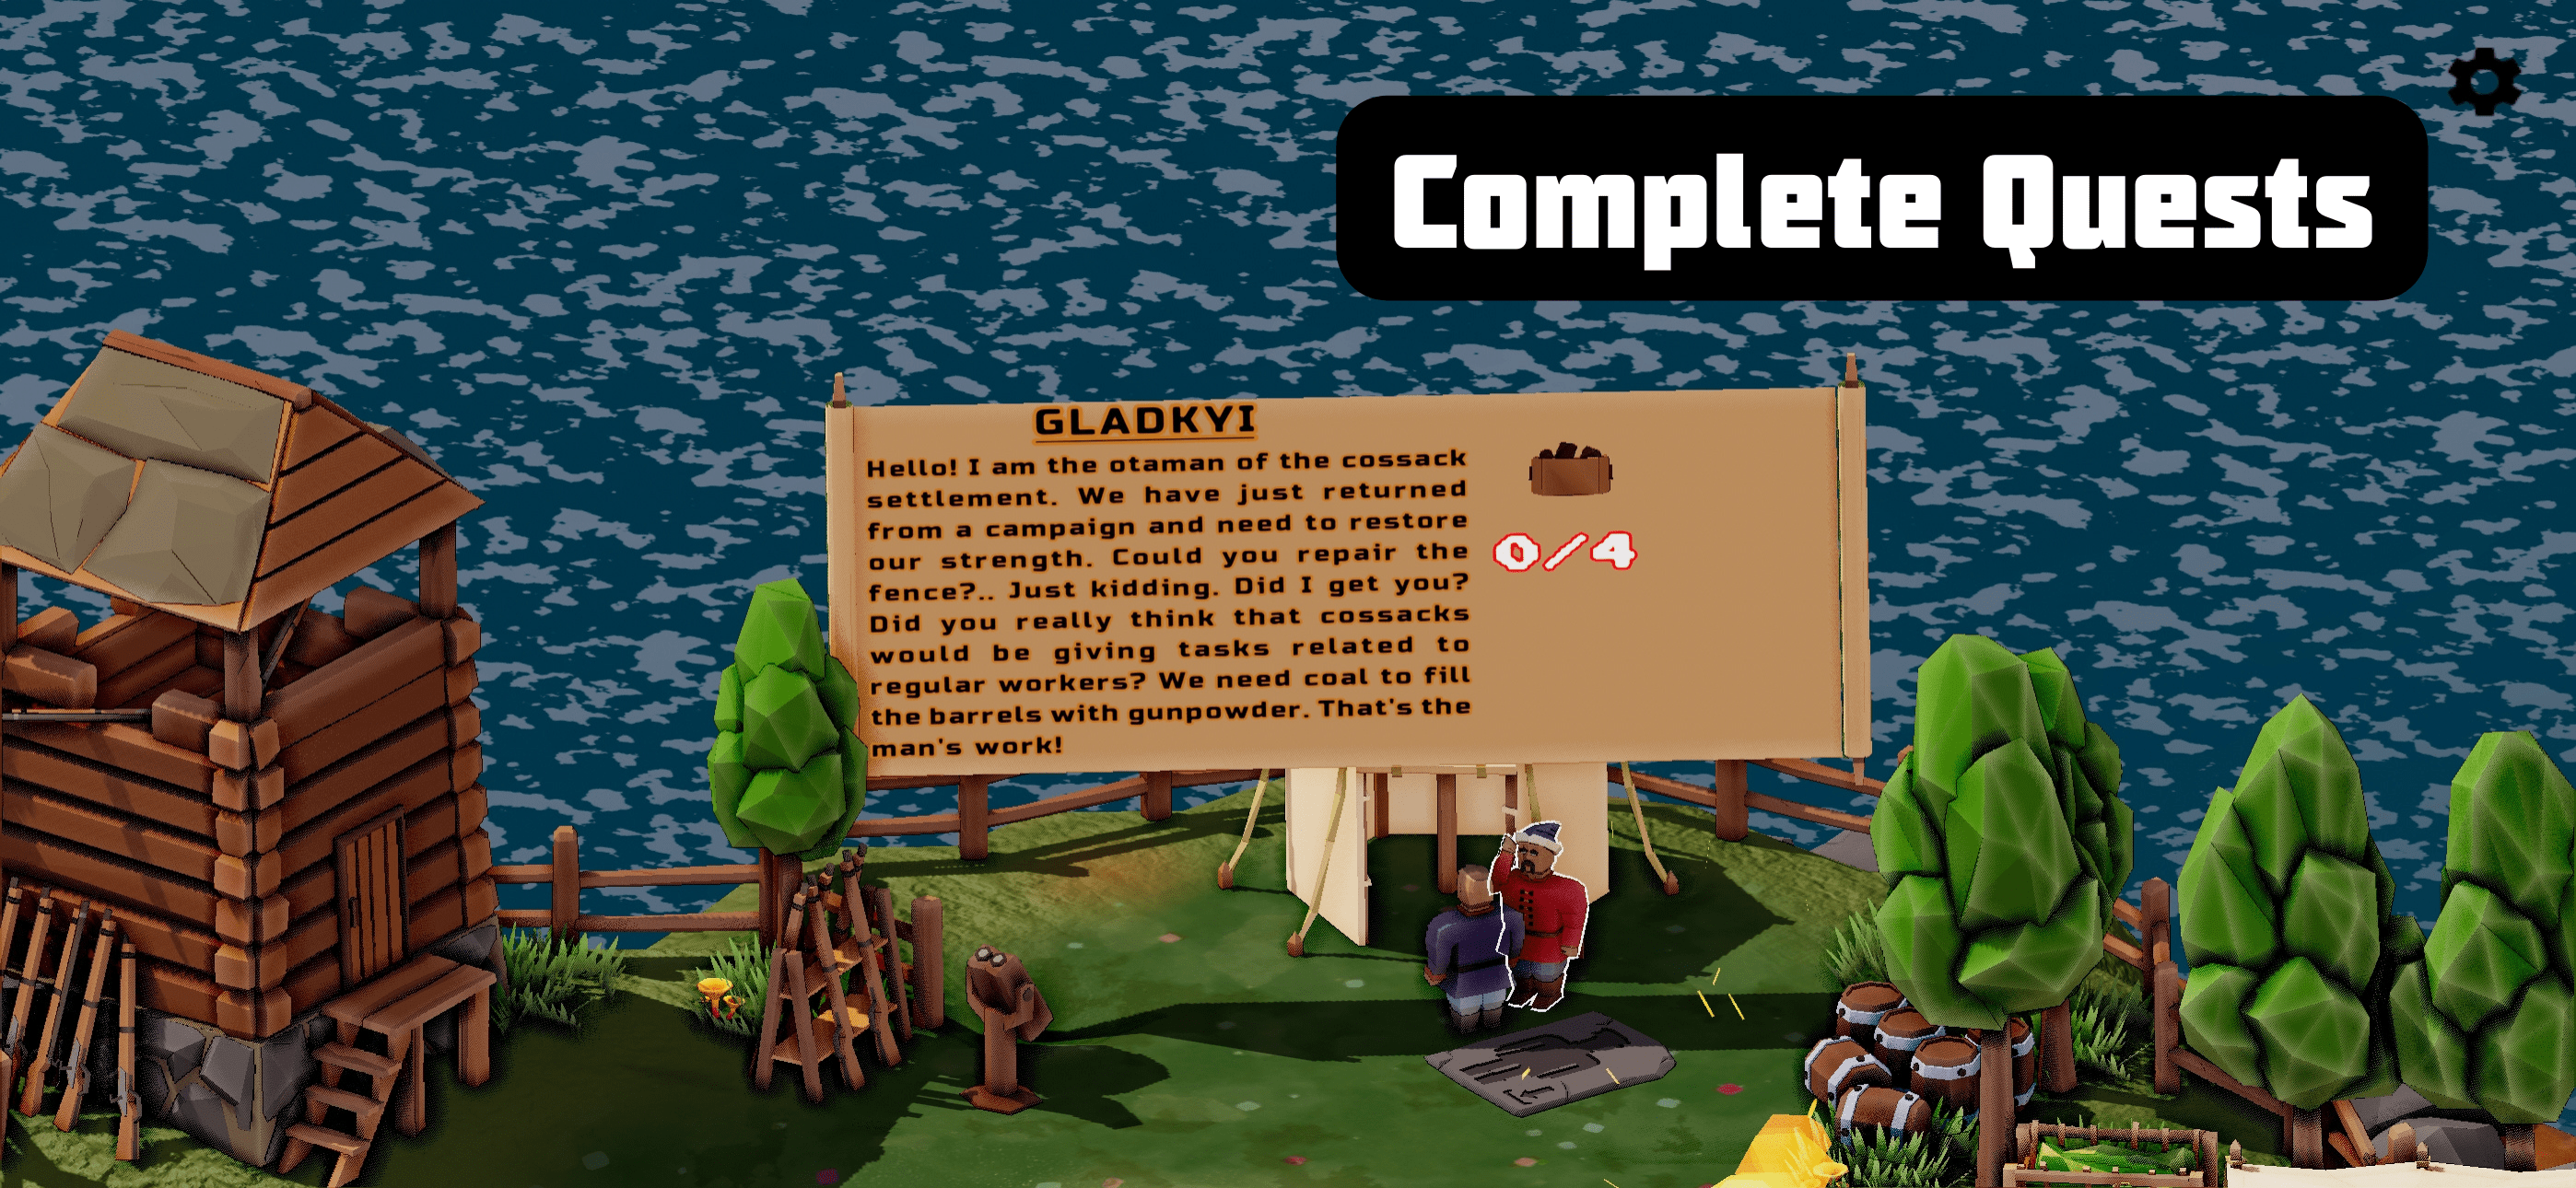 Complete Quests
GLADKYI
Hello! I am the otaman of the cossack
settlement. We have just returned
from a campaign and need to restore
our strength. Could you repair the
fence?.. Just kidding. Did I get you?
Did you really think that cossacks
would be giving tasks related to
regular workers? We need coal to fill
the barrels with gunpowder. That's the
man's work!
0/4